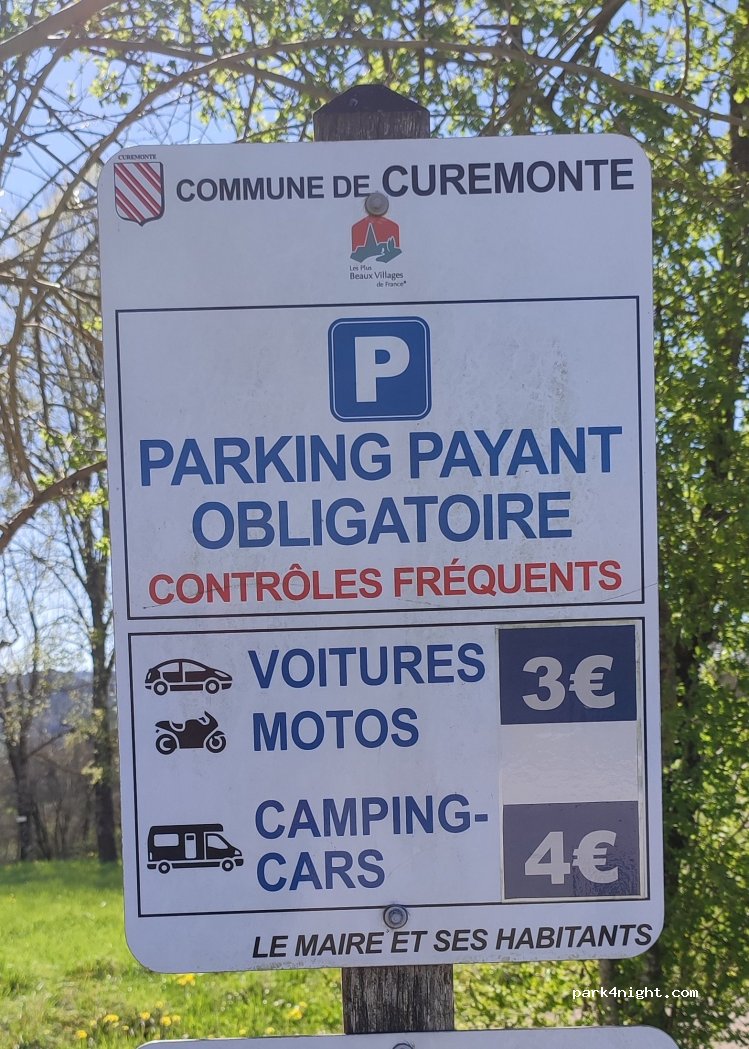 CUREMONTE
COMMUNE DE CUREMONTE
Les Plus
Beaux Villages
de France®
P
PARKING PAYANT
OBLIGATOIRE
CONTRÔLES FRÉQUENTS
VOITURES 3€
MOTOS
CAMPING-
CARS 4€
LE MAIRE ET SES HABITANTS
park4night.com